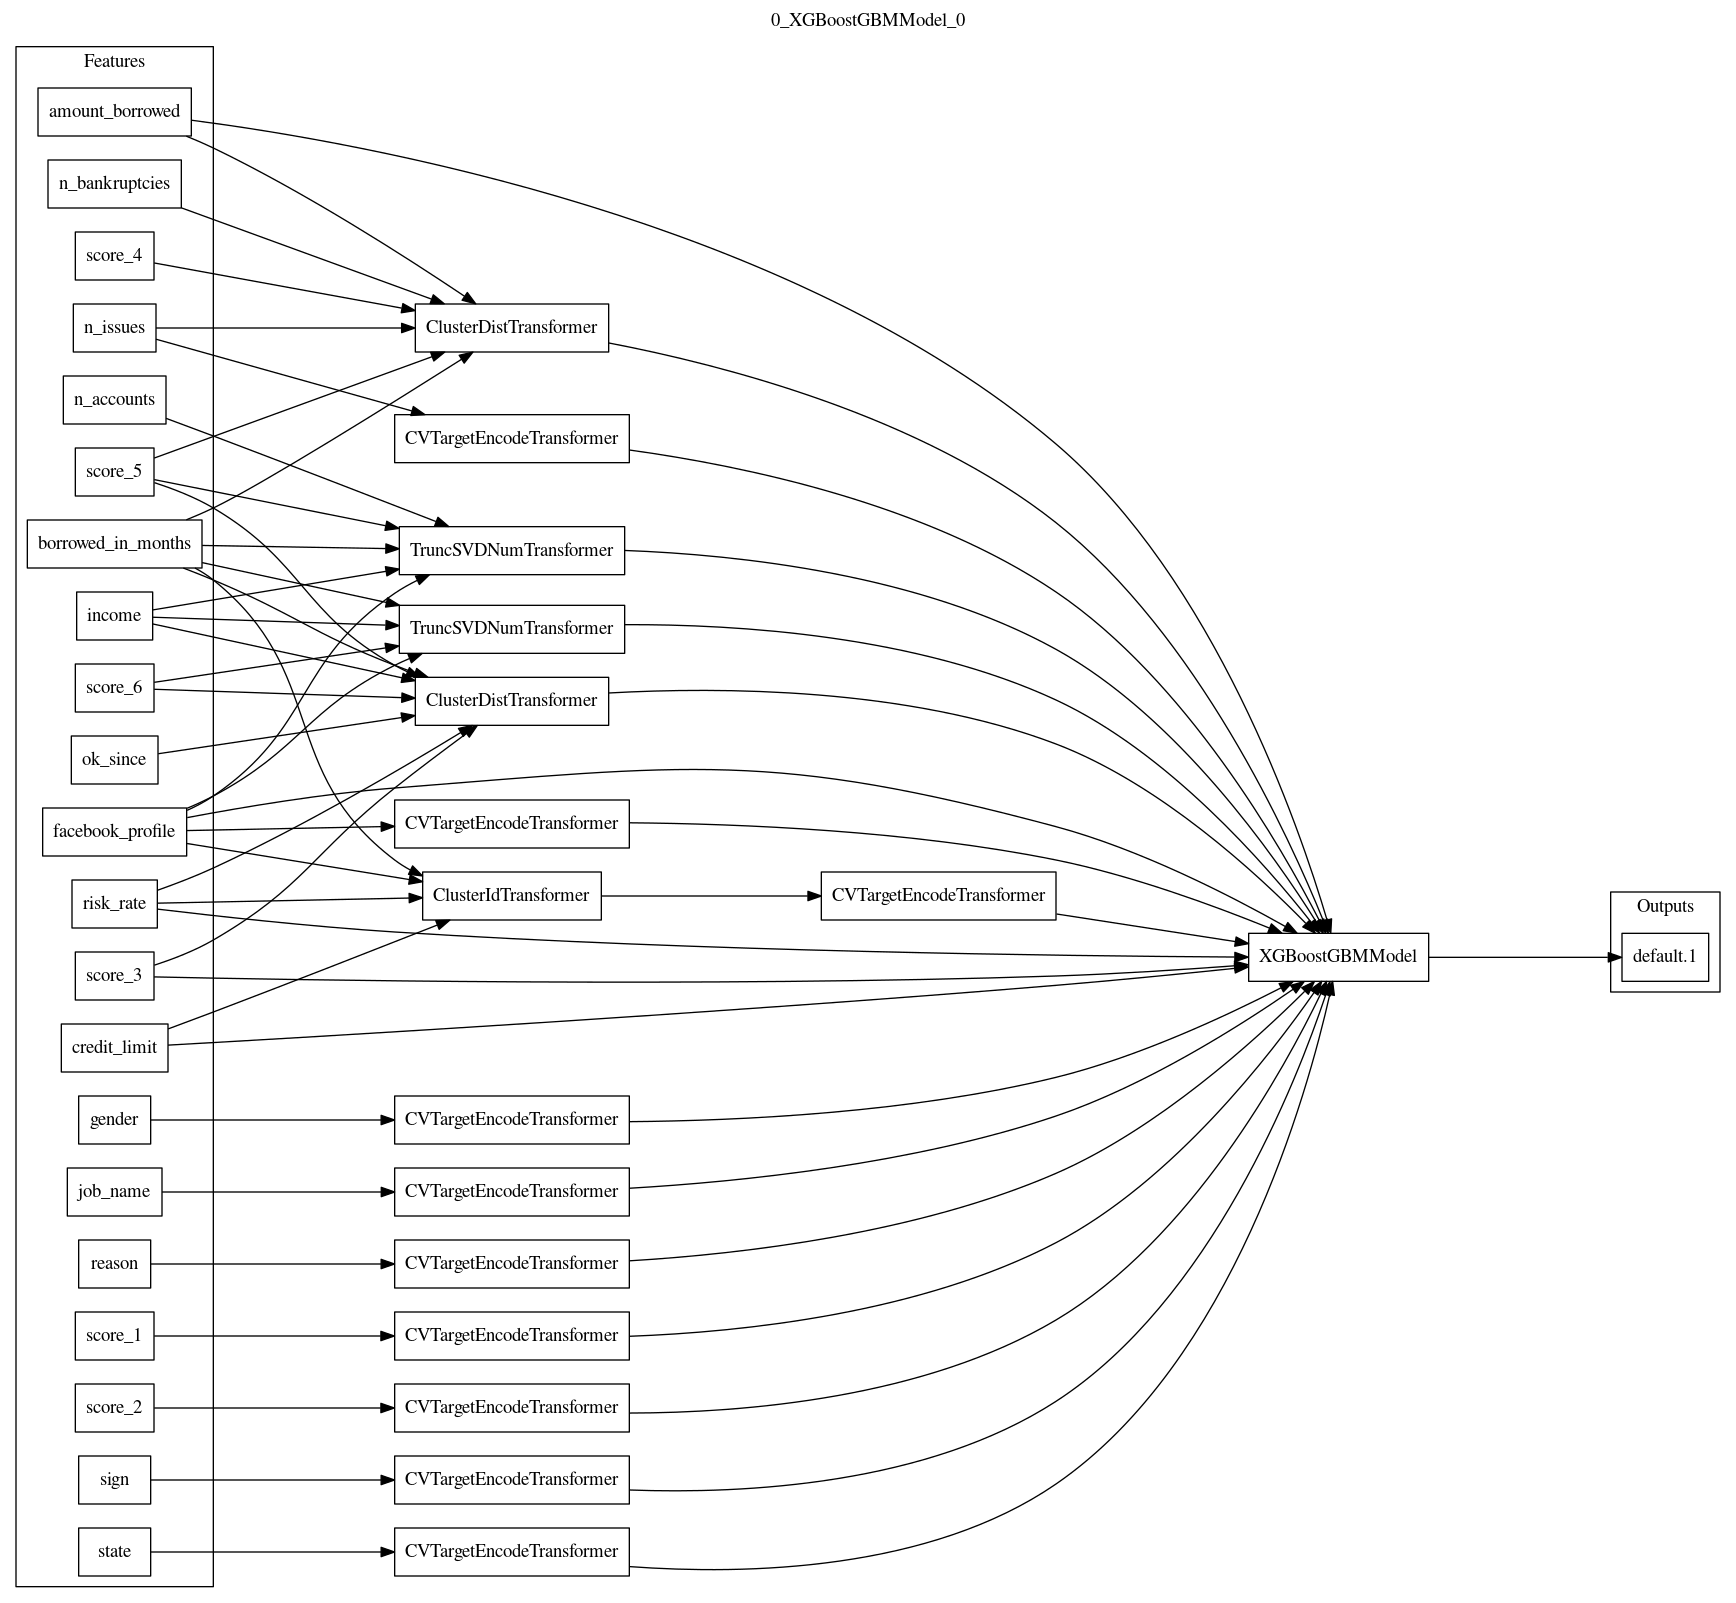 0_XGBoostGBMModel_0
Features
amount_borrowed
n_bankruptcies
score_4
n_issues
n_accounts
score_5
borrowed_in_months
income
score_6
ok_since
facebook_profile
risk_rate
score_3
credit_limit
gender
job_name
reason
score_1
score_2
sign
state
ClusterDistTransformer
CVTargetEncodeTransformer
TruncSVDNumTransformer
TruncSVDNumTransformer
ClusterDistTransformer
CVTargetEncodeTransformer
ClusterIdTransformer
CVTargetEncodeTransformer
CVTargetEncodeTransformer
CVTargetEncodeTransformer
CVTargetEncodeTransformer
CVTargetEncodeTransformer
CVTargetEncodeTransformer
CVTargetEncodeTransformer
CVTargetEncodeTransformer
XGBoostGBMModel
Outputs
default.1